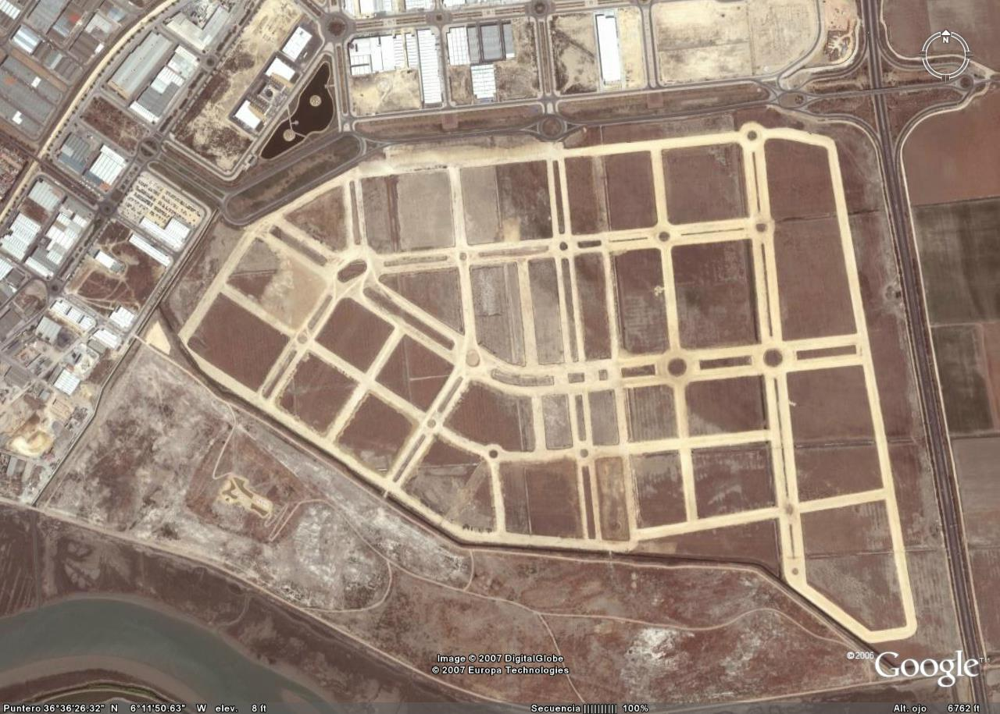 N
Image © 2007 DigitalGlobe
© 2007 Europa Technologies
©2006 Google™
Puntero 36°36'26.32" N 6°11'50.63" W elev. 8 ft Secuencia |||||||||| 100% Alt. ojo 6762 ft